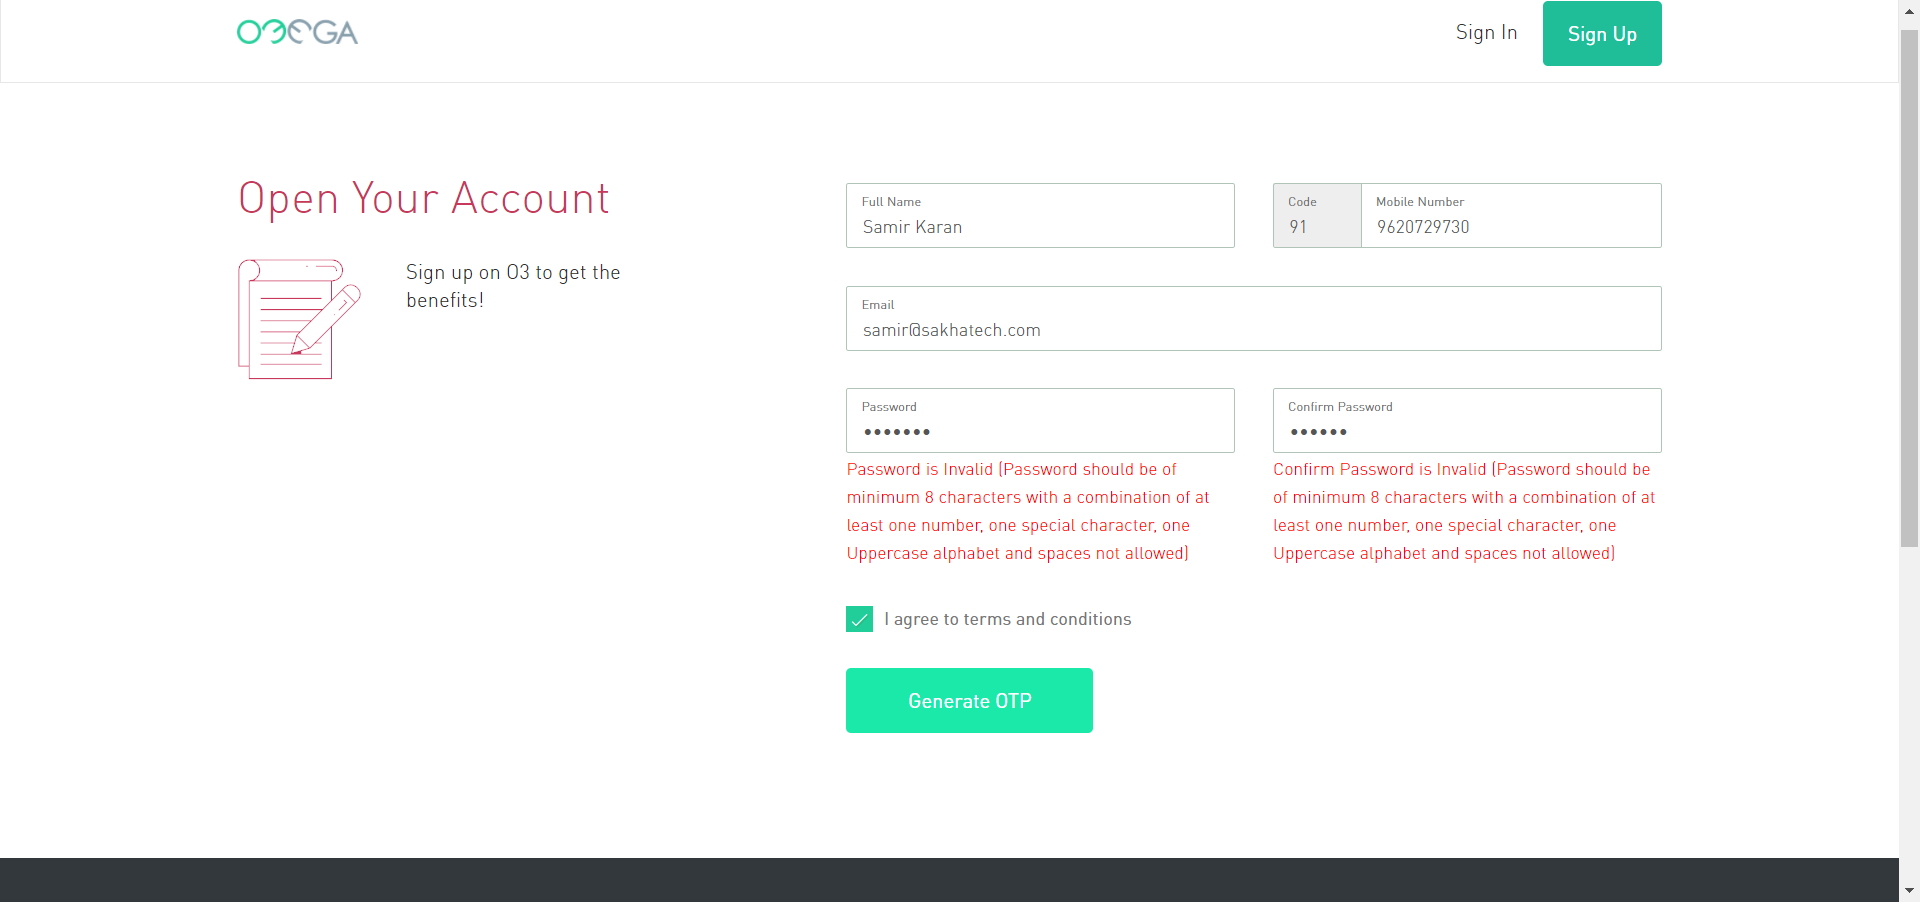 O3EGA
Sign In
Sign Up
Open Your Account
Sign up on O3 to get the
benefits!
Full Name
Samir Karan
Code
91
Mobile Number
9620729730
Email
samir@sakhatech.com
Password
•••••••
Confirm Password
••••••
Password is Invalid (Password should be of
minimum 8 characters with a combination of at
least one number, one special character, one
Uppercase alphabet and spaces not allowed)
Confirm Password is Invalid (Password should be
of minimum 8 characters with a combination of at
least one number, one special character, one
Uppercase alphabet and spaces not allowed)
I agree to terms and conditions
Generate OTP